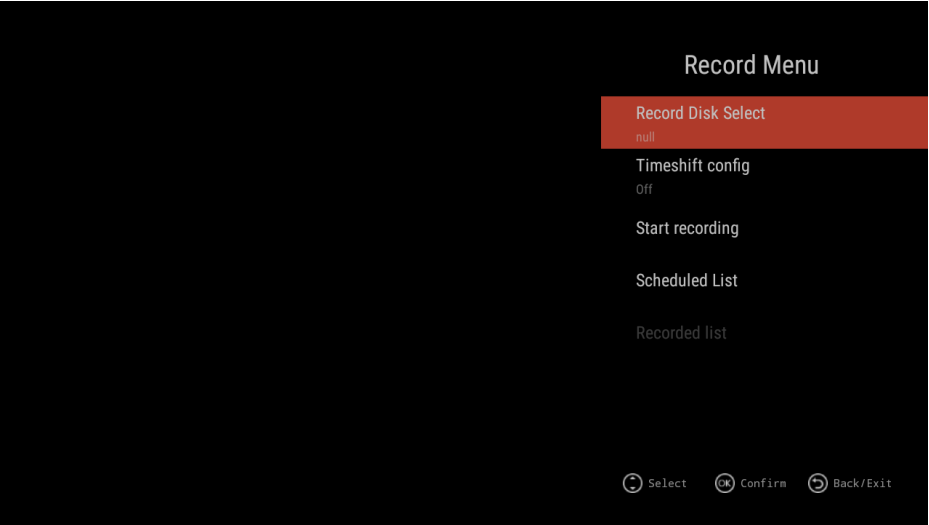 Record Menu
Record Disk Select
null
Timeshift config
Off
Start recording
Scheduled List
Recorded list
Select OK Confirm Back/Exit